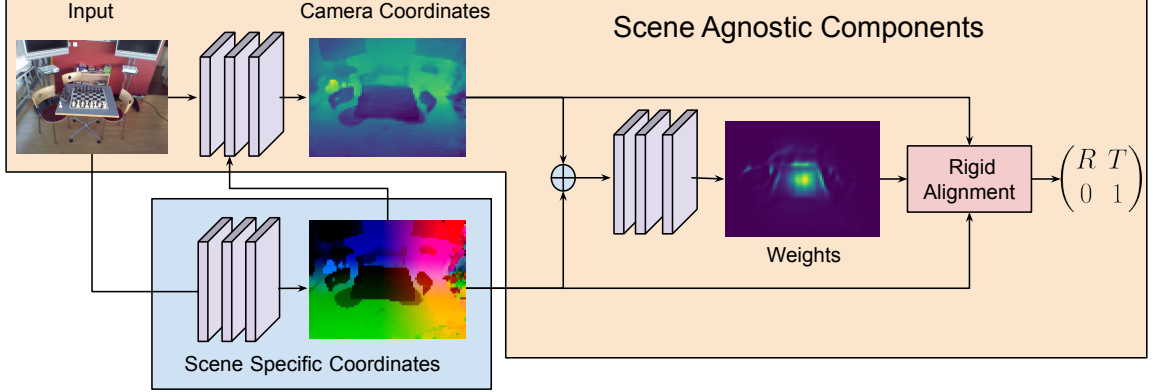 Input
Camera Coordinates
Scene Agnostic Components
Rigid
Alignment
R T
0 1
Weights
Scene Specific Coordinates